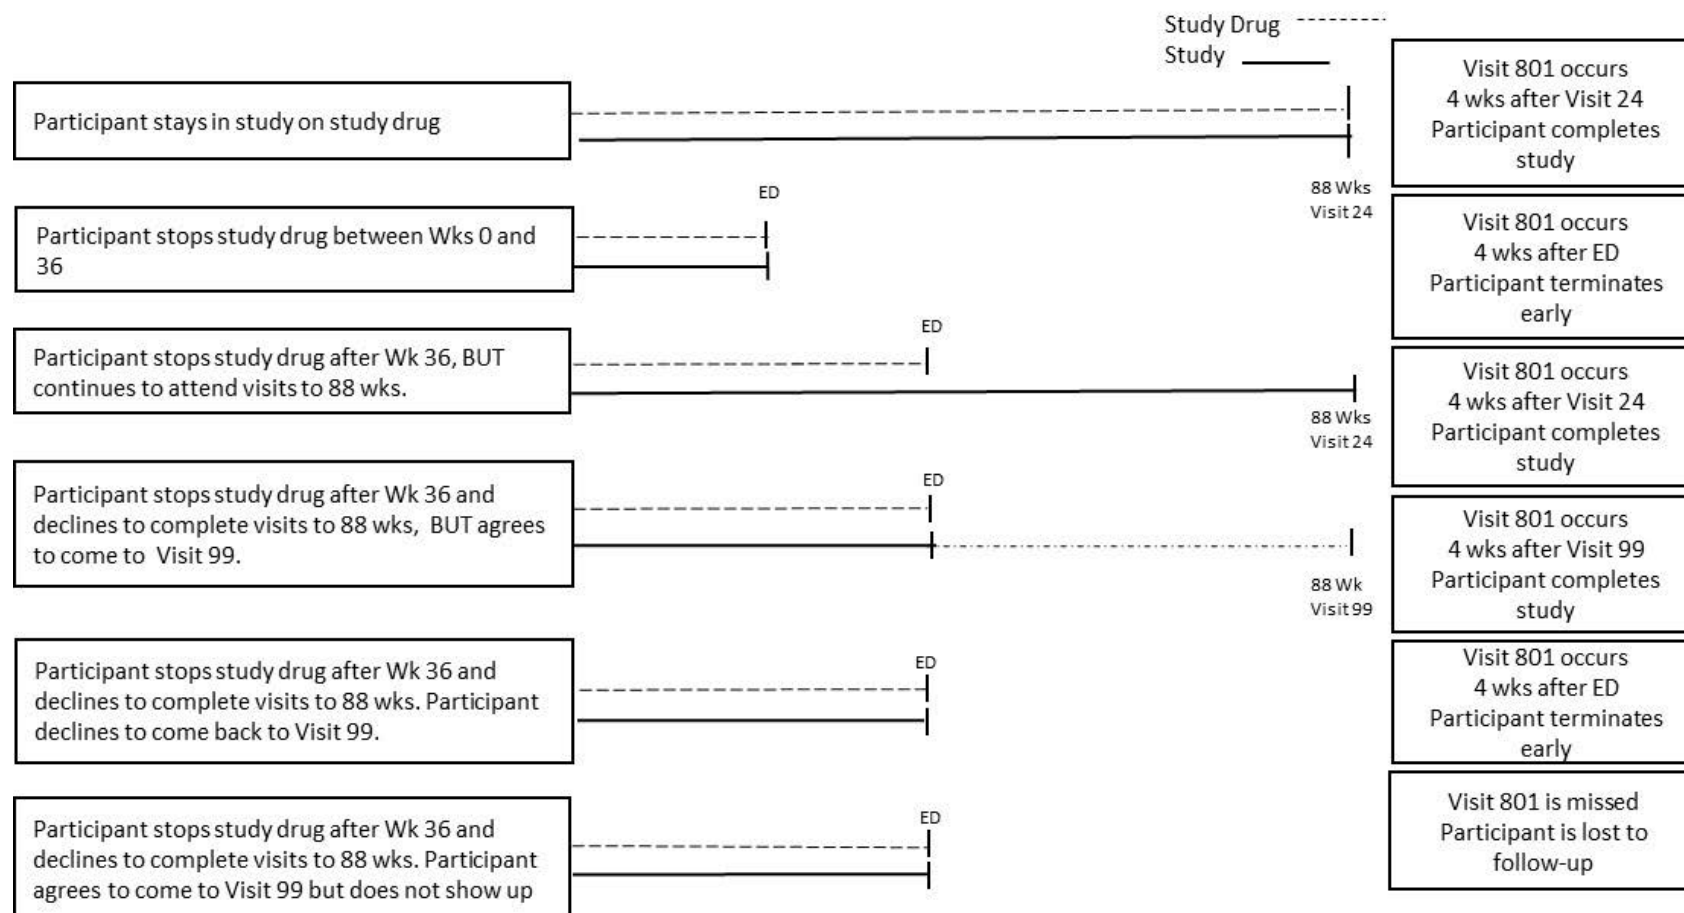 Study Drug
Study
Participant stays in study on study drug
88 Wks
Visit 24
Visit 801 occurs
4 wks after Visit 24
Participant completes
study
Participant stops study drug between Wks 0 and
36
ED
Visit 801 occurs
4 wks after ED
Participant terminates
early
Participant stops study drug after Wk 36, BUT
continues to attend visits to 88 wks.
ED
88 Wks
Visit 24
Visit 801 occurs
4 wks after Visit 24
Participant completes
study
Participant stops study drug after Wk 36 and
declines to complete visits to 88 wks, BUT agrees
to come to Visit 99.
ED
88 Wk
Visit 99
Visit 801 occurs
4 wks after Visit 99
Participant completes
study
Participant stops study drug after Wk 36 and
declines to complete visits to 88 wks. Participant
declines to come back to Visit 99.
ED
Visit 801 occurs
4 wks after ED
Participant terminates
early
Participant stops study drug after Wk 36 and
declines to complete visits to 88 wks. Participant
agrees to come to Visit 99 but does not show up
ED
Visit 801 is missed
Participant is lost to
follow-up